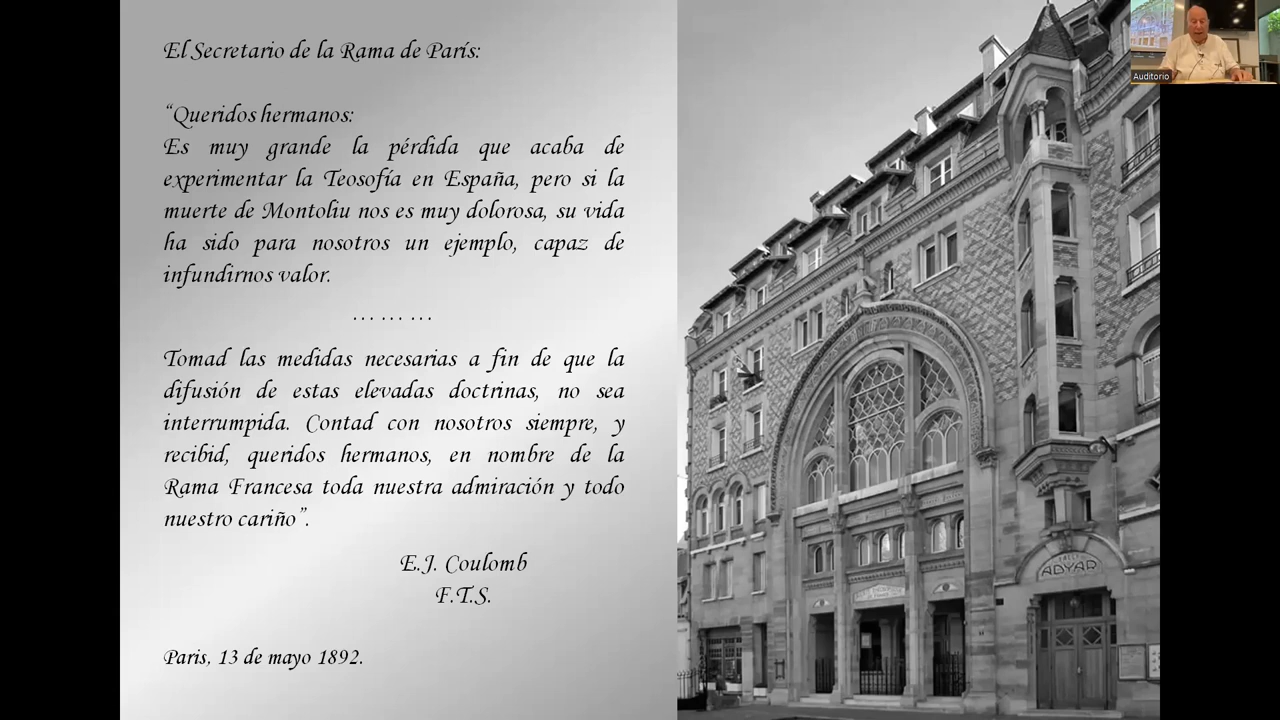 El Secretario de la Rama de París:
“Queridos hermanos:
Es muy grande la pérdida que acaba de
experimentar la Teosofía en España, pero si la
muerte de Montoliu nos es muy dolorosa, su vida
ha sido para nosotros un ejemplo, capaz de
infundirnos valor.
... ... ...
Tomad las medidas necesarias a fin de que la
difusión de estas elevadas doctrinas, no sea
interrumpida. Contad con nosotros siempre, y
recibid, queridos hermanos, en nombre de la
Rama Francesa toda nuestra admiración y todo
nuestro cariño”.
E.J. Coulomb
F.T.S.
Paris, 13 de mayo 1892.
ADYAR
Auditorio